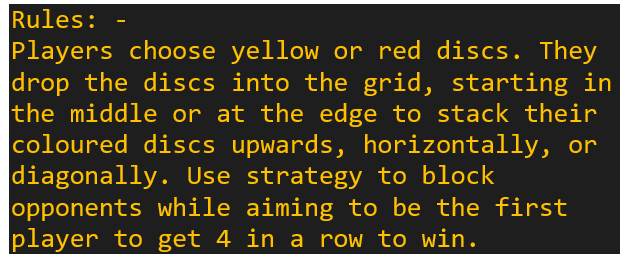 Rules: -
Players choose yellow or red discs. They
drop the discs into the grid, starting in
the middle or at the edge to stack their
coloured discs upwards, horizontally, or
diagonally. Use strategy to block
opponents while aiming to be the first
player to get 4 in a row to win.